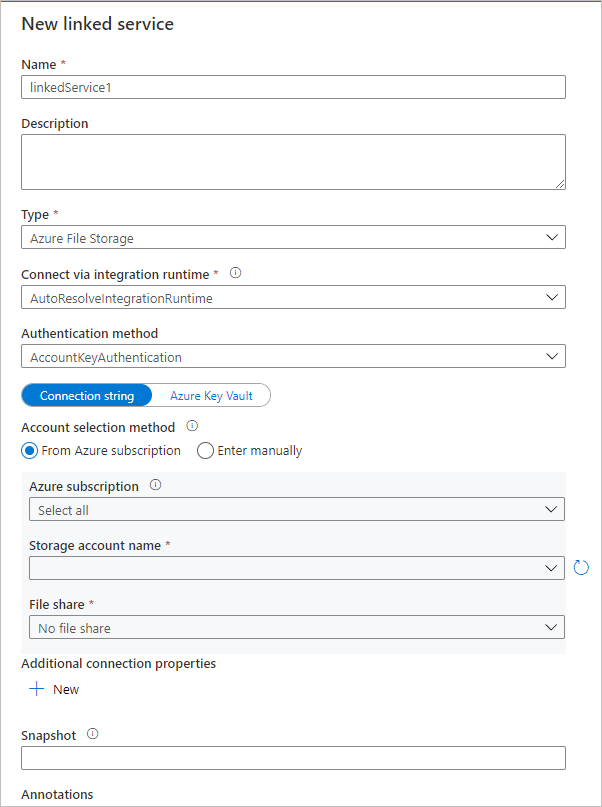 New linked service
Name *
linkedService1
Description
Type *
Azure File Storage
Connect via integration runtime *
AutoResolveIntegrationRuntime
Authentication method
AccountKeyAuthentication
Connection string Azure Key Vault
Account selection method
From Azure subscription Enter manually
Azure subscription
Select all
Storage account name *
File share *
No file share
Additional connection properties
New
Snapshot
Annotations